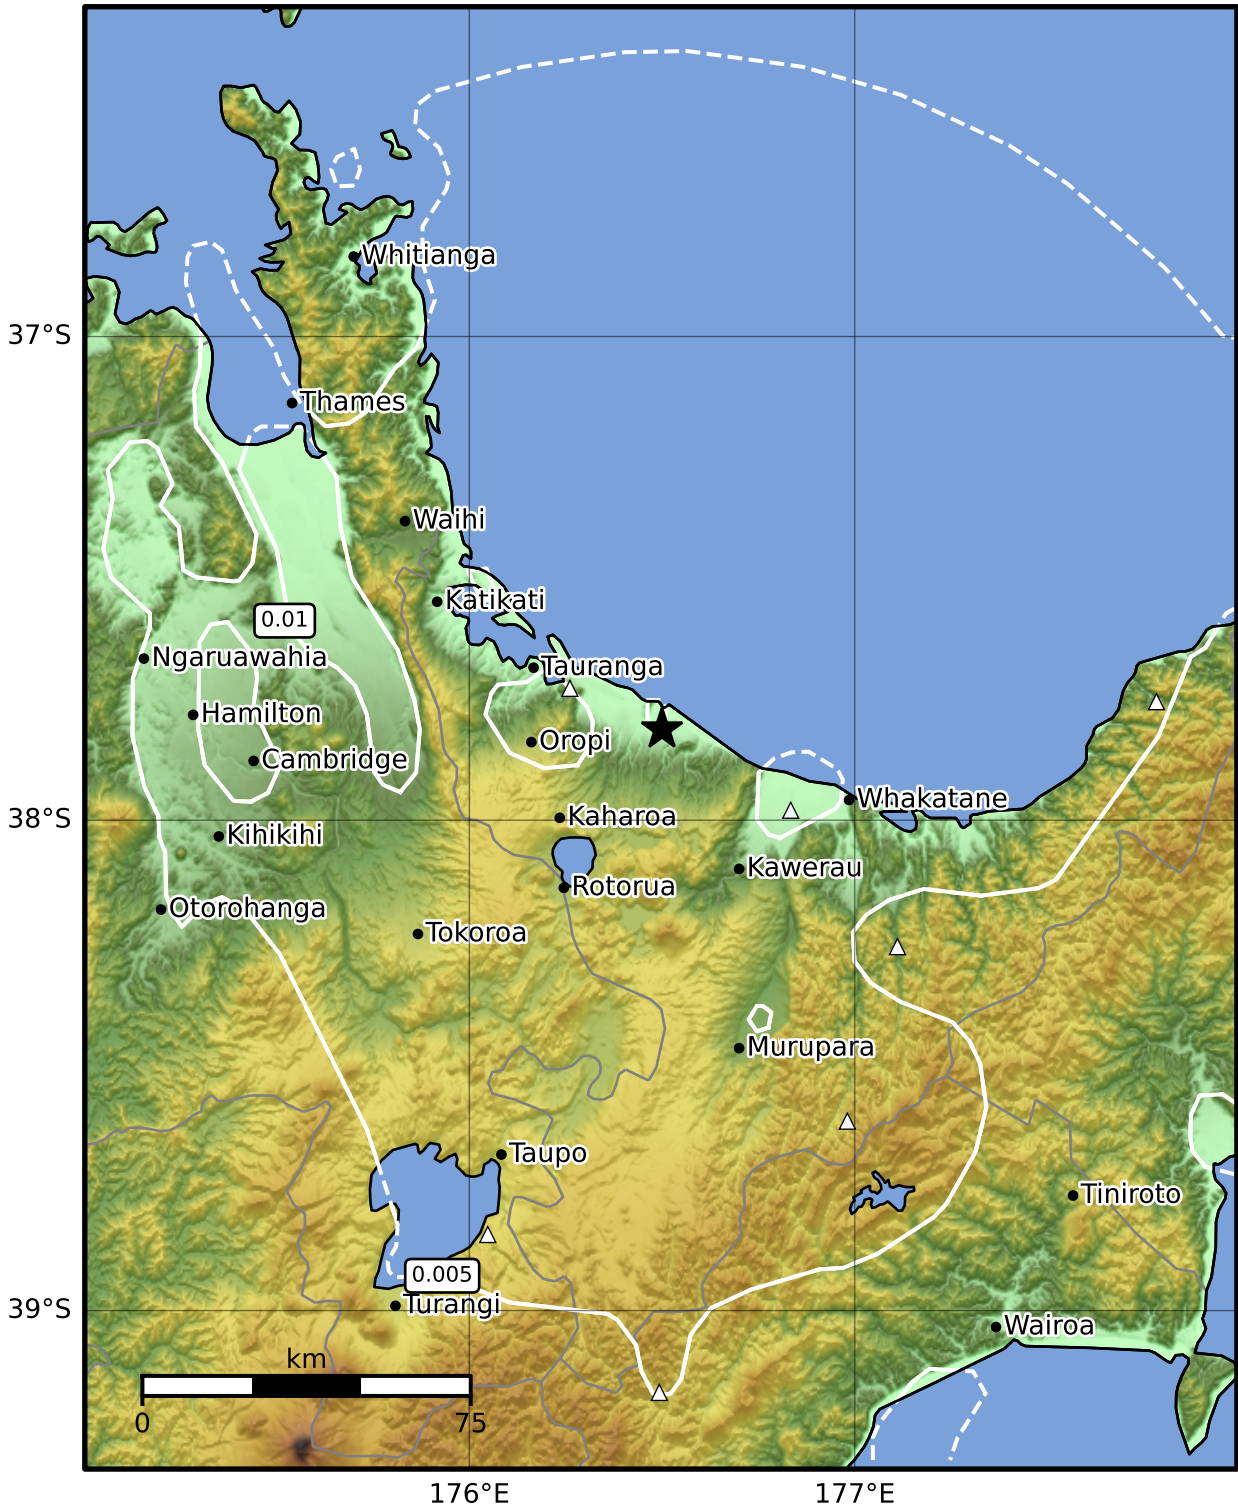 Whitianga
37°S
Thames
Waihi
Katikati
0.01
Ngaruawahia
Tauranga
Hamilton
Oropi
Cambridge
Whakatane
38°S
Kaharoa
Kihikihi
Kawerau
Rotorua
Otorohanga
Tokoroa
Murupara
Taupo
Tiniroto
0.005
39°S
Turangi
Wairoa
km
0
75
176°E
177°E